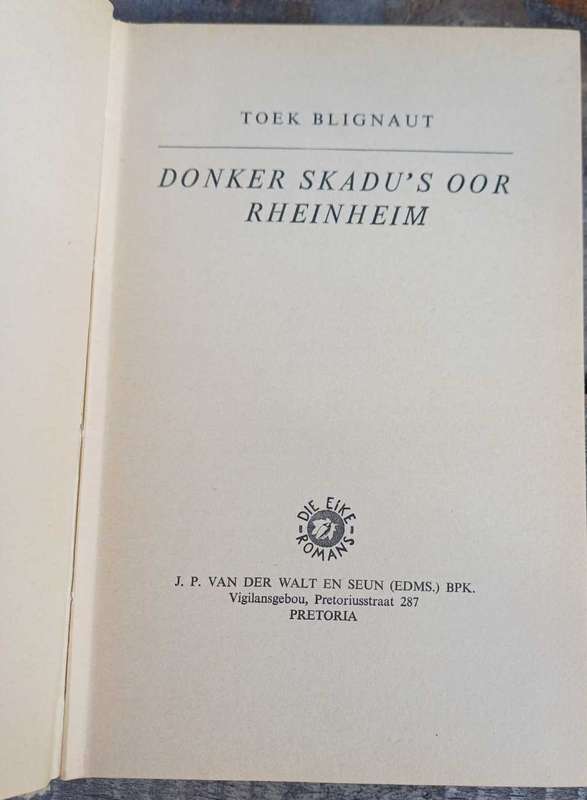 TOEK BLIGNAUT
DONKER SKADU'S OOR
RHEINHEIM
DIE EIKE
ROMANS
J. P. VAN DER WALT EN SEUN (EDMS.) BPK.
Vigilansgebou, Pretoriusstraat 287
PRETORIA